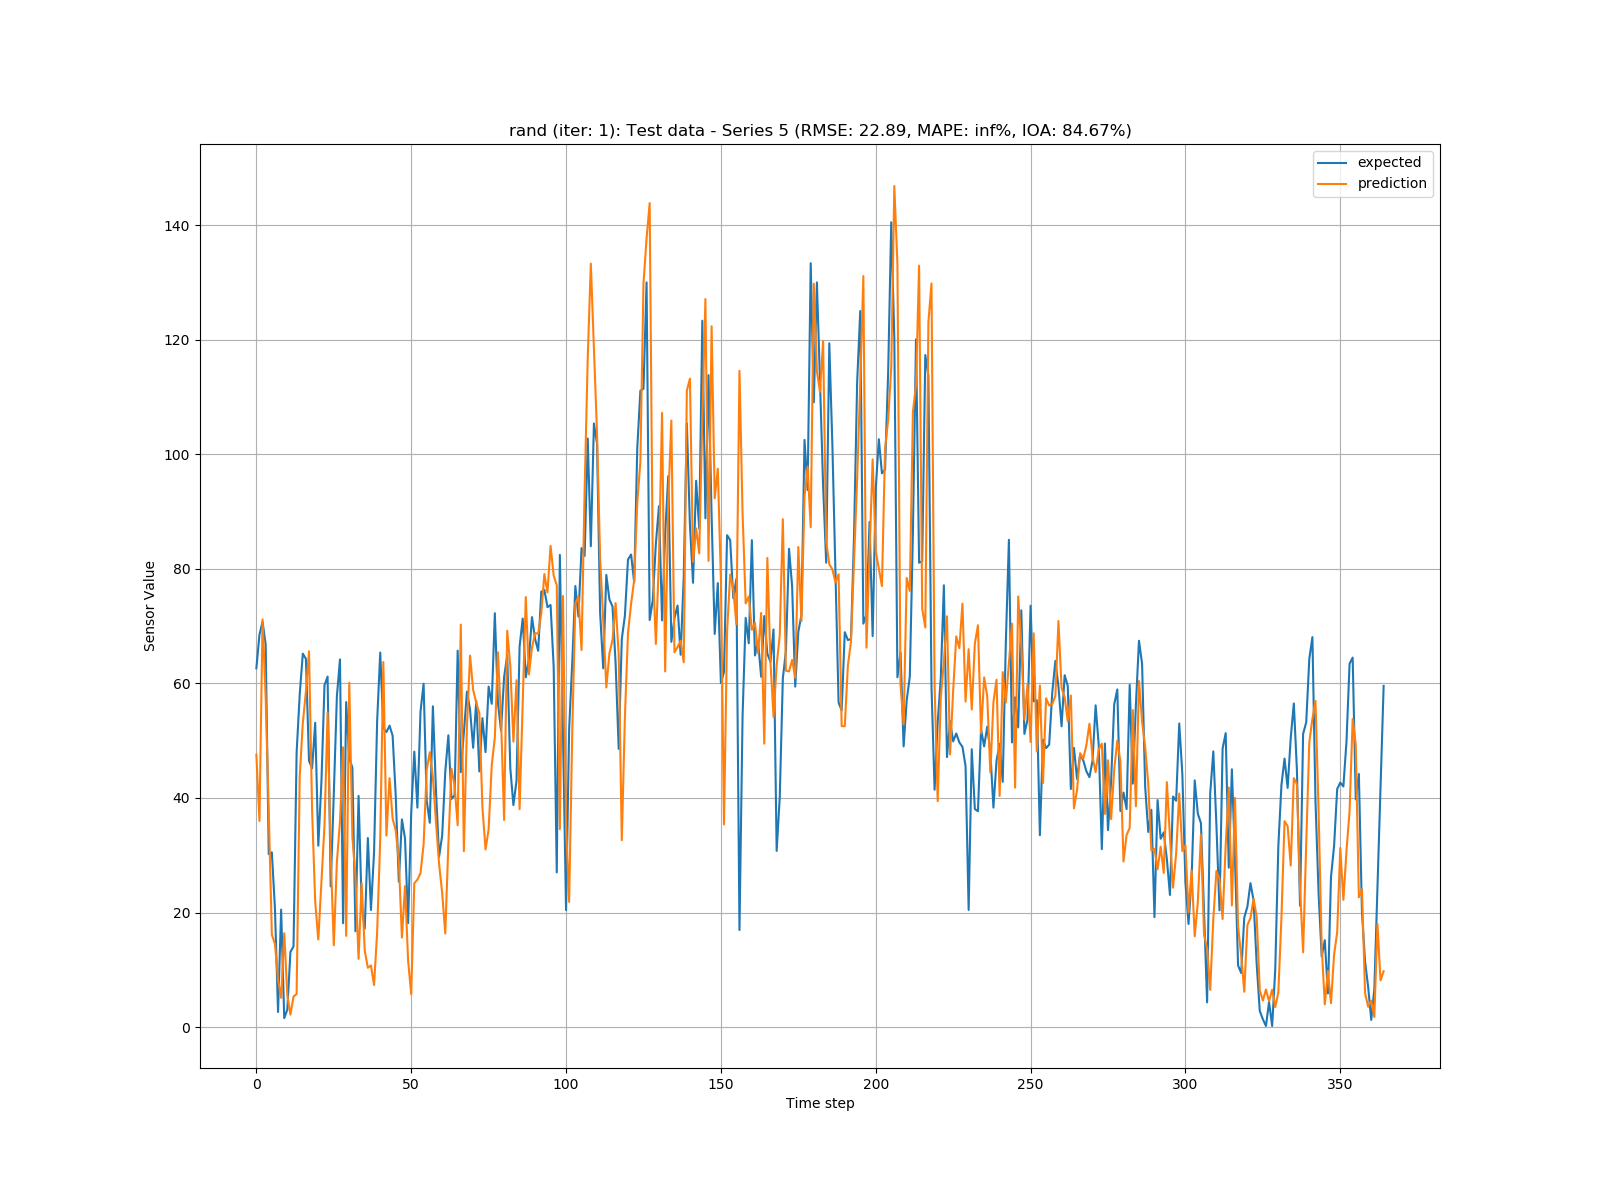 rand (iter: 1): Test data - Series 5 (RMSE: 22.89, MAPE: inf%, IOA: 84.67%)
expected
prediction
Sensor Value
140
120
100
80
60
40
20
0
0 50 100 150 200 250 300 350
Time step